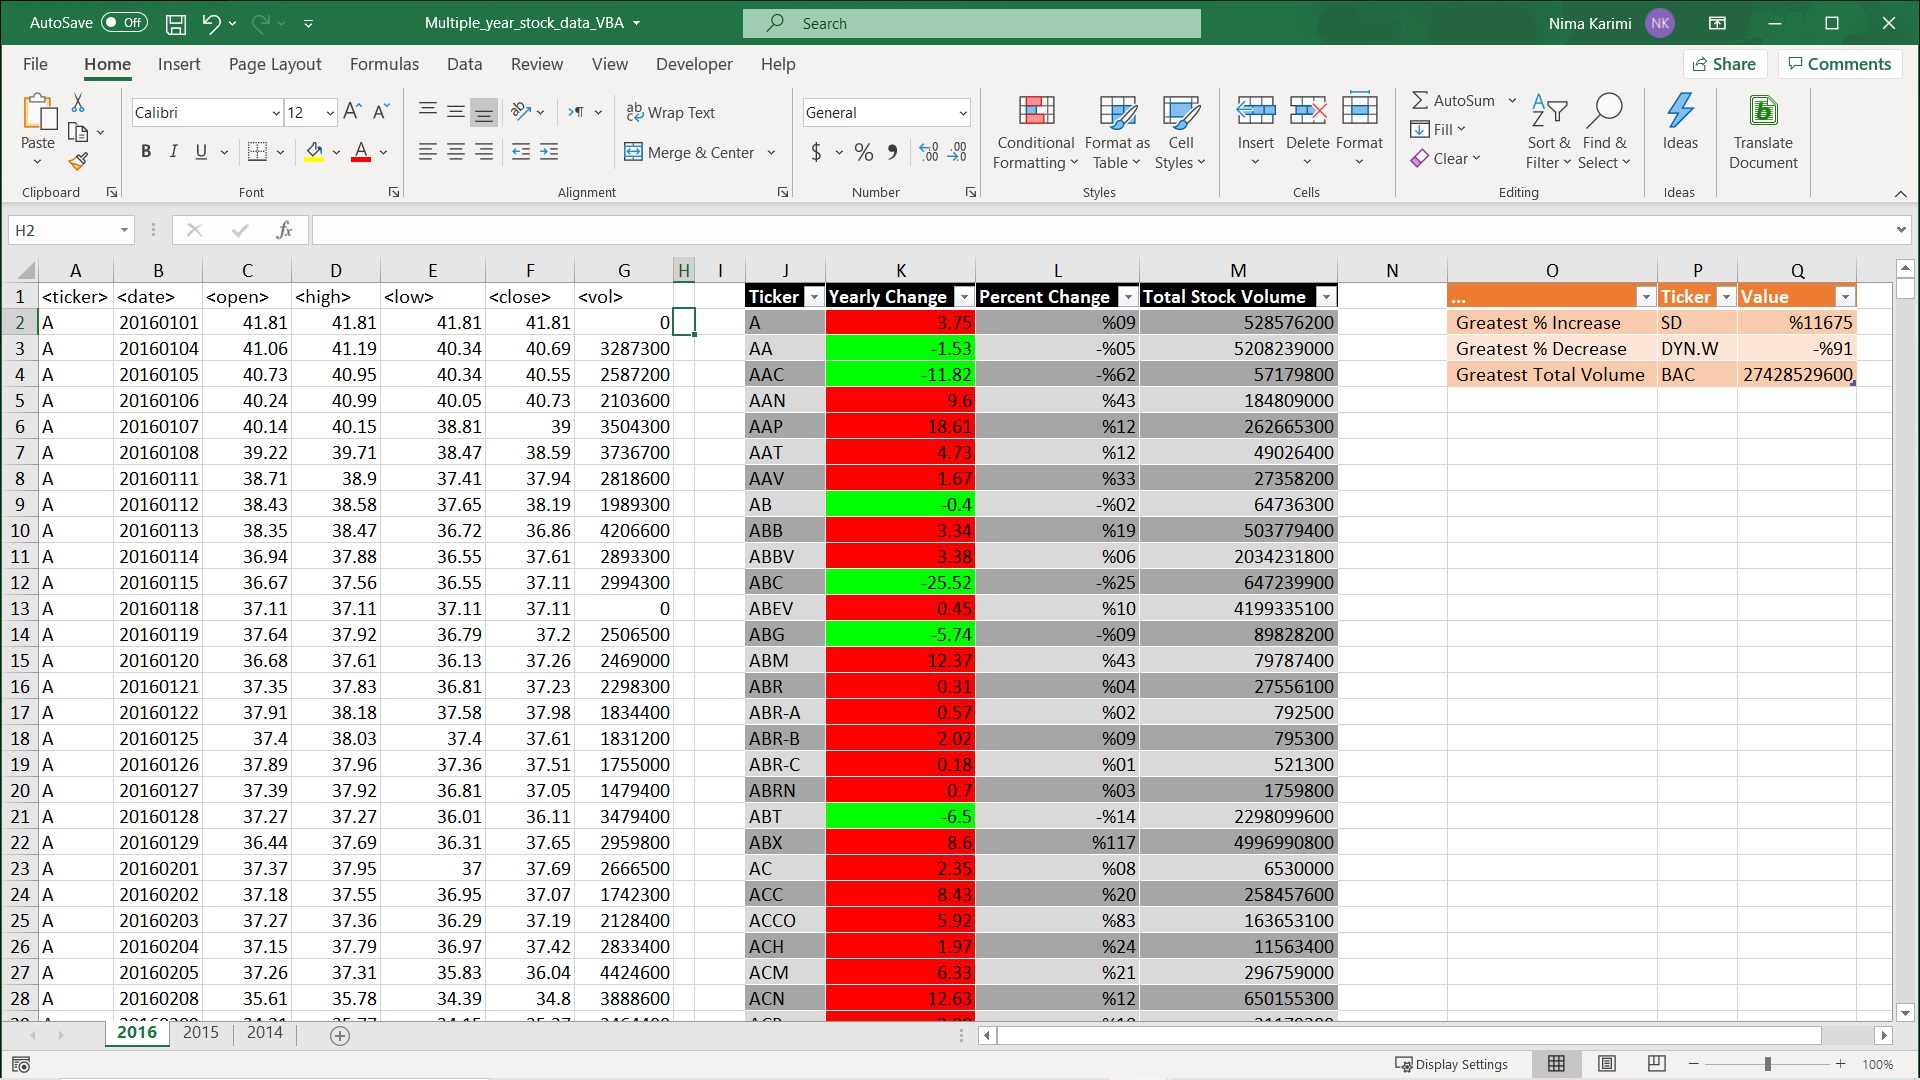 AutoSave Off Multiple_year_stock_data_VBA Search Nima Karimi NK
File Home Insert Page Layout Formulas Data Review View Developer Help Share Comments
Calibri 12 A A ab Wrap Text General AutoSum
Paste Fill
B I U A Merge & Center $ % , Clear
Conditional Formatting Format as Table Cell Styles Insert Delete Format Sort & Filter Find & Select Ideas Translate Document
Clipboard Font Alignment Number Styles Cells Editing Ideas
H2 fx
A B C D E F G H I J K L M N O P Q
1 <ticker> <date> <open> <high> <low> <close> <vol> Ticker Yearly Change Percent Change Total Stock Volume ... Ticker Value
2 A 20160101 41.81 41.81 41.81 41.81 0 A 3.75 %09 528576200 Greatest % Increase SD %11675
3 A 20160104 41.06 41.19 40.34 40.69 3287300 AA -1.53 -%05 5208239000 Greatest % Decrease DYN.W -%91
4 A 20160105 40.73 40.95 40.34 40.55 2587200 AAC -11.82 -%62 57179800 Greatest Total Volume BAC 27428529600
5 A 20160106 40.24 40.99 40.05 40.73 2103600 AAN 9.6 %43 184809000
6 A 20160107 40.14 40.15 38.81 39 3504300 AAP 18.61 %12 262665300
7 A 20160108 39.22 39.71 38.47 38.59 3736700 AAT 4.73 %12 49026400
8 A 20160111 38.71 38.9 37.41 37.94 2818600 AAV 1.67 %33 27358200
9 A 20160112 38.43 38.58 37.65 38.19 1989300 AB -0.4 -%02 64736300
10 A 20160113 38.35 38.47 36.72 36.86 4206600 ABB 3.34 %19 503779400
11 A 20160114 36.94 37.88 36.55 37.61 2893300 ABBV 3.38 %06 2034231800
12 A 20160115 36.67 37.56 36.55 37.11 2994300 ABC -25.52 -%25 647239900
13 A 20160118 37.11 37.11 37.11 37.11 0 ABEV 0.45 %10 4199335100
14 A 20160119 37.64 37.92 36.79 37.2 2506500 ABG -5.74 -%09 89828200
15 A 20160120 36.68 37.61 36.13 37.26 2469000 ABM 12.37 %43 79787400
16 A 20160121 37.35 37.83 36.81 37.23 2298300 ABR 0.31 %04 27556100
17 A 20160122 37.91 38.18 37.58 37.98 1834400 ABR-A 0.57 %02 792500
18 A 20160125 37.4 38.03 37.4 37.61 1831200 ABR-B 2.02 %09 795300
19 A 20160126 37.89 37.96 37.36 37.51 1755000 ABR-C 0.18 %01 521300
20 A 20160127 37.39 37.92 36.81 37.05 1479400 ABRN 0.7 %03 1759800
21 A 20160128 37.27 37.27 36.01 36.11 3479400 ABT -6.5 -%14 2298099600
22 A 20160129 36.44 37.69 36.31 37.65 2959800 ABX 8.6 %117 4996990800
23 A 20160201 37.37 37.95 37 37.69 2666500 AC 2.35 %08 6530000
24 A 20160202 37.18 37.55 36.95 37.07 1742300 ACC 8.43 %20 258457600
25 A 20160203 37.27 37.36 36.29 37.19 2128400 ACCO 5.92 %83 163653100
26 A 20160204 37.15 37.79 36.97 37.42 2833400 ACH 1.97 %24 11563400
27 A 20160205 37.26 37.31 35.83 36.04 4424600 ACM 6.33 %21 296759000
28 A 20160208 35.61 35.78 34.39 34.8 3888600 ACN 12.63 %12 650155300
2016 2015 2014
Display Settings 100%